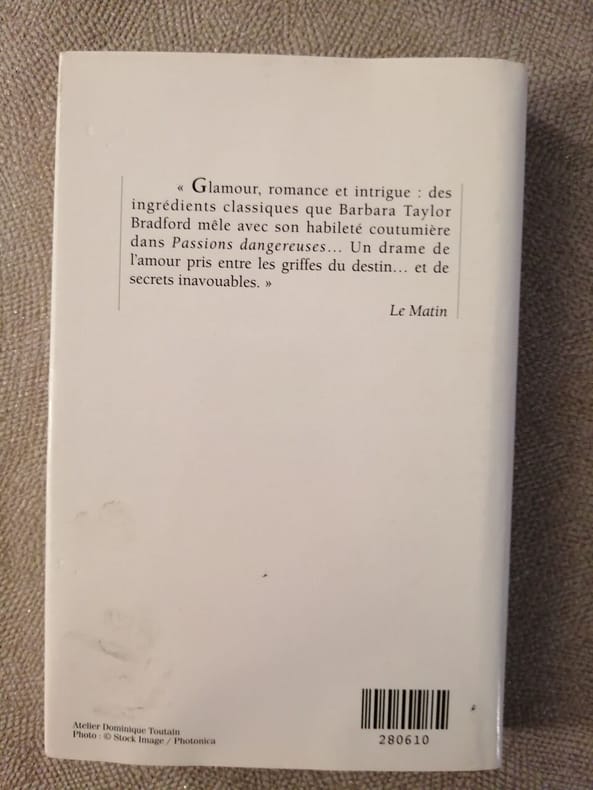 « Glamour, romance et intrigue : des
ingrédients classiques que Barbara Taylor
Bradford mêle avec son habileté coutumière
dans Passions dangereuses... Un drame de
l'amour pris entre les griffes du destin... et de
secrets inavouables. »
Le Matin
Atelier Dominique Toutain
Photo : © Stock Image / Photonica
280610